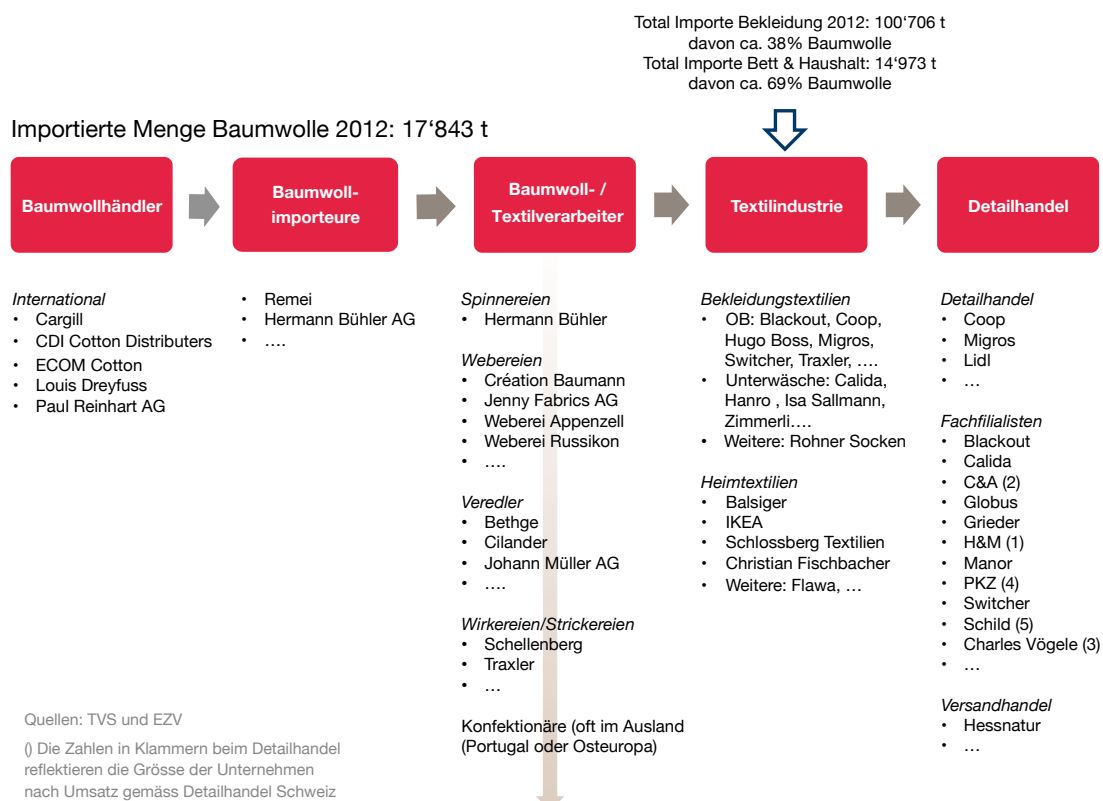 Total Importe Bekleidung 2012: 100‘706 t
davon ca. 38% Baumwolle
Total Importe Bett & Haushalt: 14‘973 t
davon ca. 69% Baumwolle
Importierte Menge Baumwolle 2012: 17‘843 t
Baumwollhändler
Baumwoll-
importeure
Baumwoll- /
Textilverarbeiter
Textilindustrie
Detailhandel
International
• Cargill
• CDI Cotton Distributers
• ECOM Cotton
• Louis Dreyfuss
• Paul Reinhart AG
• Remei
• Hermann Bühler AG
• ….
Spinnereien
• Hermann Bühler
Webereien
• Création Baumann
• Jenny Fabrics AG
• Weberei Appenzell
• Weberei Russikon
• ….
Veredler
• Bethge
• Cilander
• Johann Müller AG
• ….
Wirkereien/Strickereien
• Schellenberg
• Traxler
• …
Konfektionäre (oft im Ausland
(Portugal oder Osteuropa)
Bekleidungstextilien
• OB: Blackout, Coop,
Hugo Boss, Migros,
Switcher, Traxler, ….
• Unterwäsche: Calida,
Hanro , Isa Sallmann,
Zimmerli….
• Weitere: Rohner Socken
Heimtextilien
• Balsiger
• IKEA
• Schlossberg Textilien
• Christian Fischbacher
• Weitere: Flawa, …
Detailhandel
• Coop
• Migros
• Lidl
• …
Fachfilialisten
• Blackout
• Calida
• C&A (2)
• Globus
• Grieder
• H&M (1)
• Manor
• PKZ (4)
• Switcher
• Schild (5)
• Charles Vögele (3)
• …
Versandhandel
• Hessnatur
• …
Quellen: TVS und EZV
() Die Zahlen in Klammern beim Detailhandel
reflektieren die Grösse der Unternehmen
nach Umsatz gemäss Detailhandel Schweiz